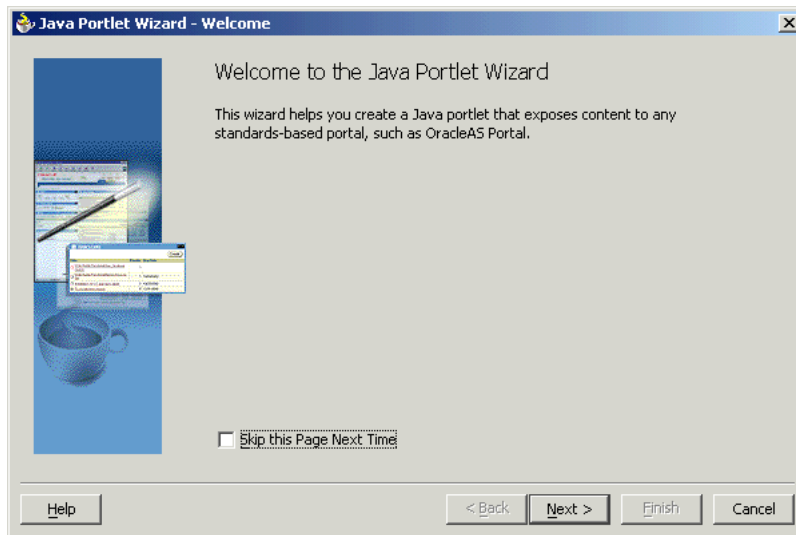 Java Portlet Wizard - Welcome
Welcome to the Java Portlet Wizard
This wizard helps you create a Java portlet that exposes content to any
standards-based portal, such as OracleAS Portal.
Skip this Page Next Time
Help
< Back
Next >
Finish
Cancel